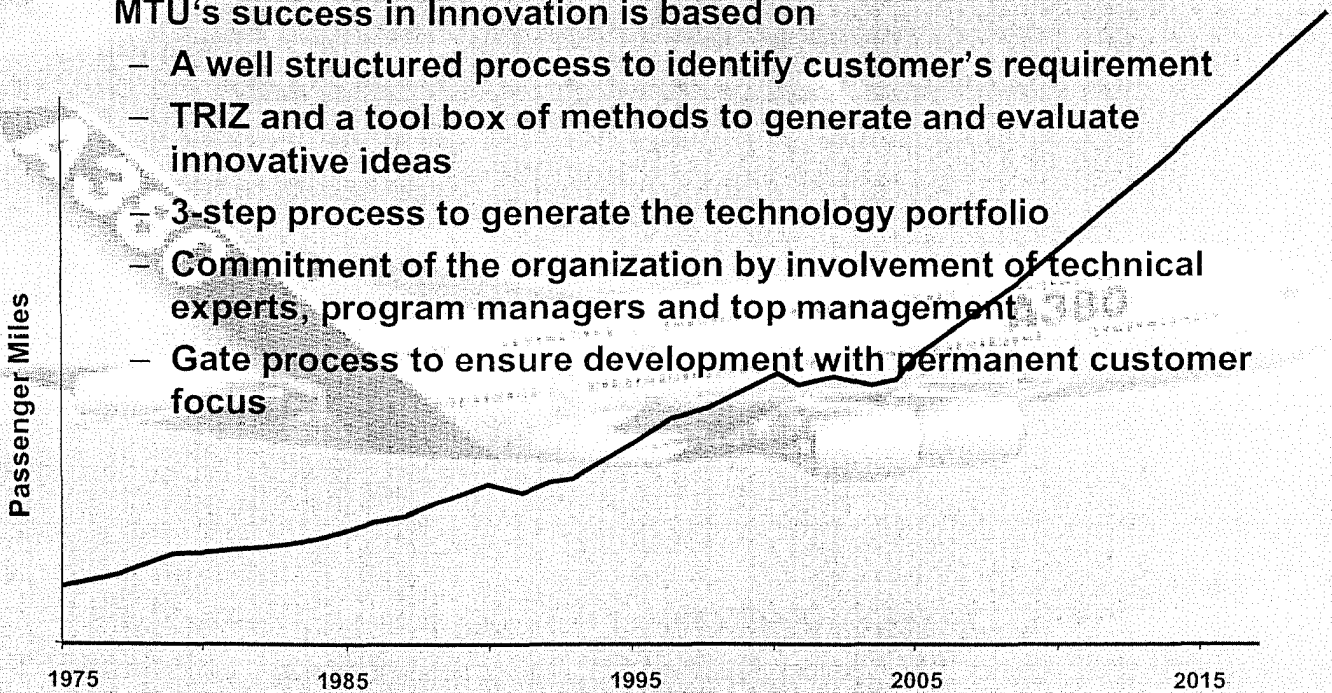 MTU's success in Innovation is based on
– A well structured process to identify customer's requirement
– TRIZ and a tool box of methods to generate and evaluate
innovative ideas
– 3-step process to generate the technology portfolio
– Commitment of the organization by involvement of technical
experts, program managers and top management
– Gate process to ensure development with permanent customer
focus
Passenger Miles
1975 1985 1995 2005 2015